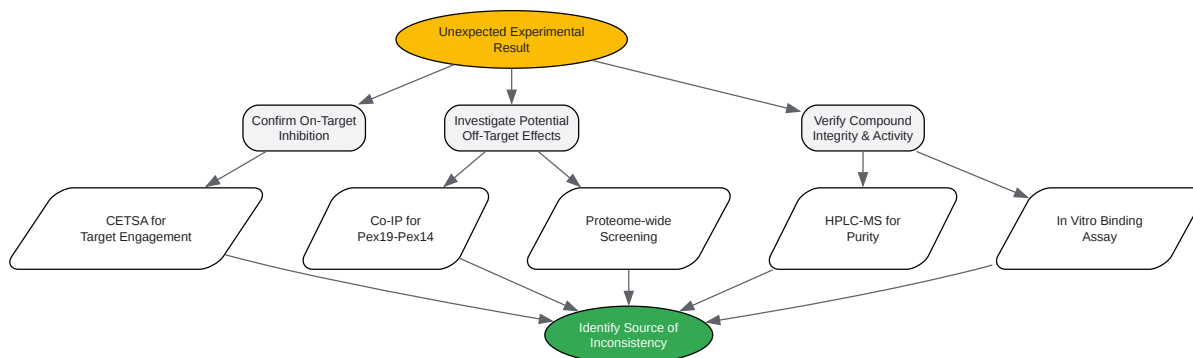 Unexpected Experimental
Result
Confirm On-Target
Inhibition
Investigate Potential
Off-Target Effects
Verify Compound
Integrity & Activity
CETSA for
Target Engagement
Co-IP for
Pex19-Pex14
Proteome-wide
Screening
HPLC-MS for
Purity
In Vitro Binding
Assay
Identify Source of
Inconsistency